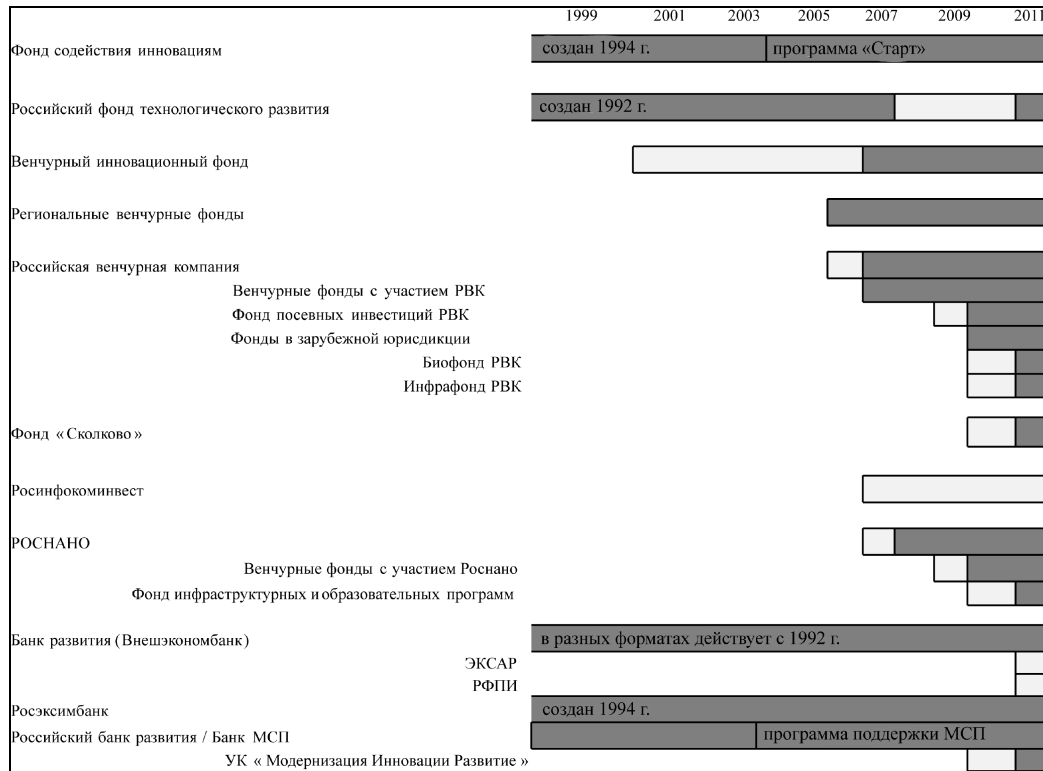 1999 2001 2003 2005 2007 2009 2011
Фонд содействия инновациям создан 1994 г. программа «Старт»
Российский фонд технологического развития создан 1992 г.
Венчурный инновационный фонд
Региональные венчурные фонды
Российская венчурная компания
Венчурные фонды с участием РВК
Фонд посевных инвестиций РВК
Фонды в зарубежной юрисдикции
Биофонд РВК
Инфрафонд РВК
Фонд «Сколково»
Росинфокоминвест
РОСНАНО
Венчурные фонды с участием Роснано
Фонд инфраструктурных и образовательных программ
Банк развития (Внешэкономбанк) в разных форматах действует с 1992 г.
ЭКСАР
РФПИ
Росэксимбанк создан 1994 г.
Российский банк развития / Банк МСП программа поддержки МСП
УК « Модернизация Инновации Развитие »